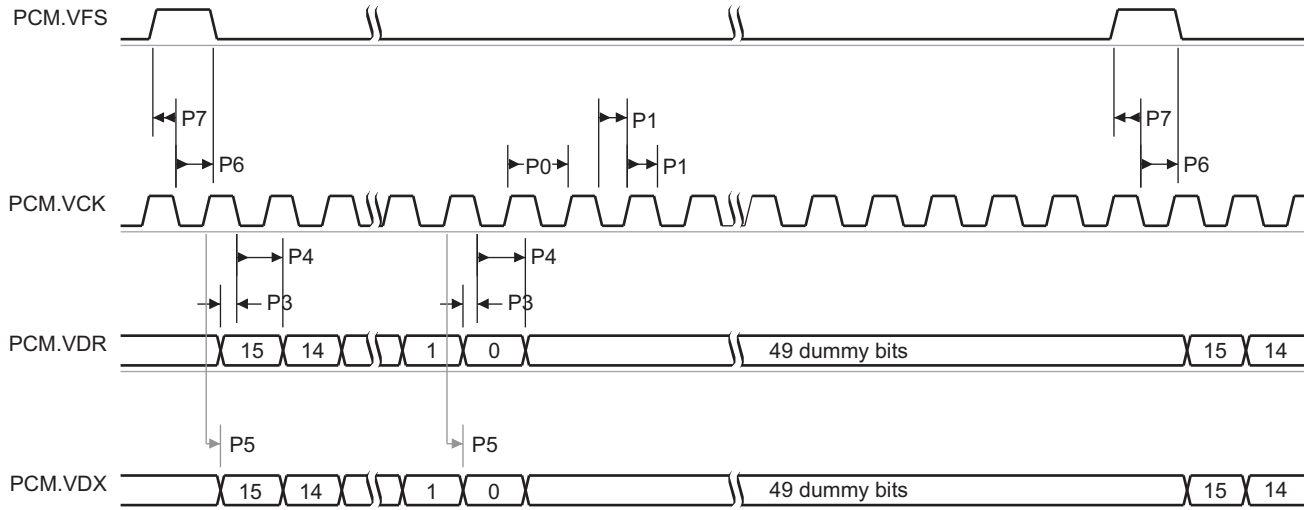 PCM.VFS
P7
P7
P1
P6
P0
P1
P6
PCM.VCK
P4
P4
P3
P3
PCM.VDR
15 14 1 0 49 dummy bits 15 14
P5
P5
PCM.VDX
15 14 1 0 49 dummy bits 15 14